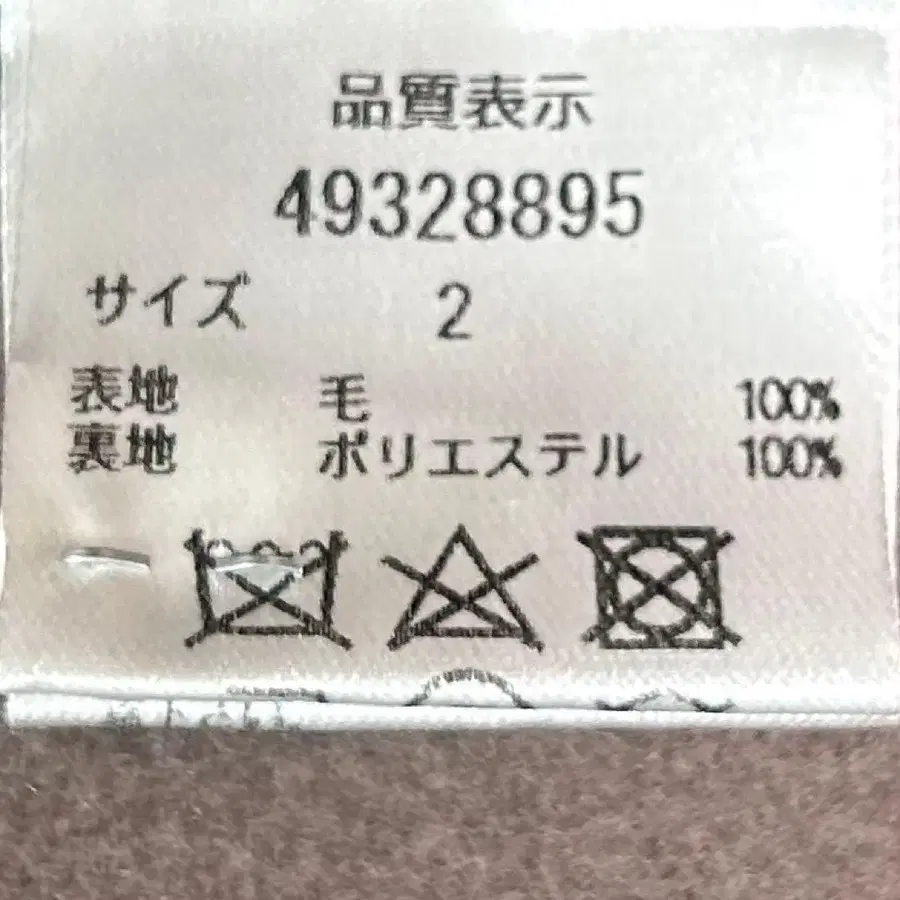 品質表示
49328895
サイズ 2
表地 毛 100%
裏地 ポリエステル 100%